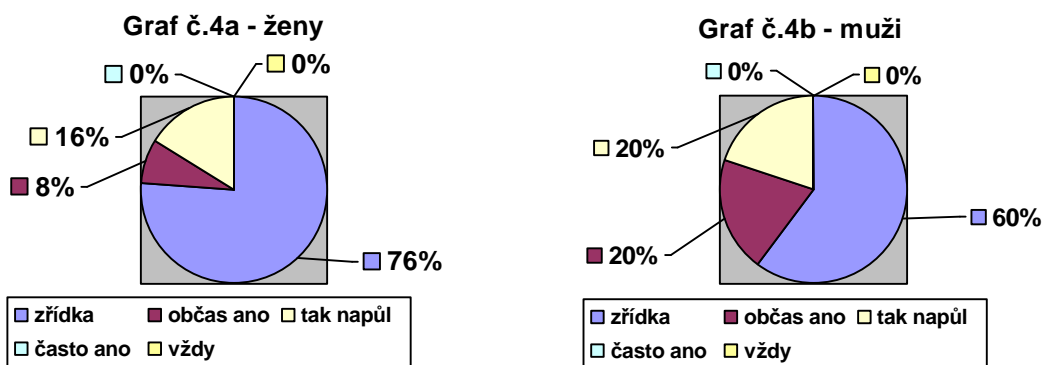 Graf č.4a - ženy
0%
0%
16%
8%
76%
zřídka občas ano tak napůl
často ano vždy
Graf č.4b - muži
0%
0%
20%
20%
60%
zřídka občas ano tak napůl
často ano vždy